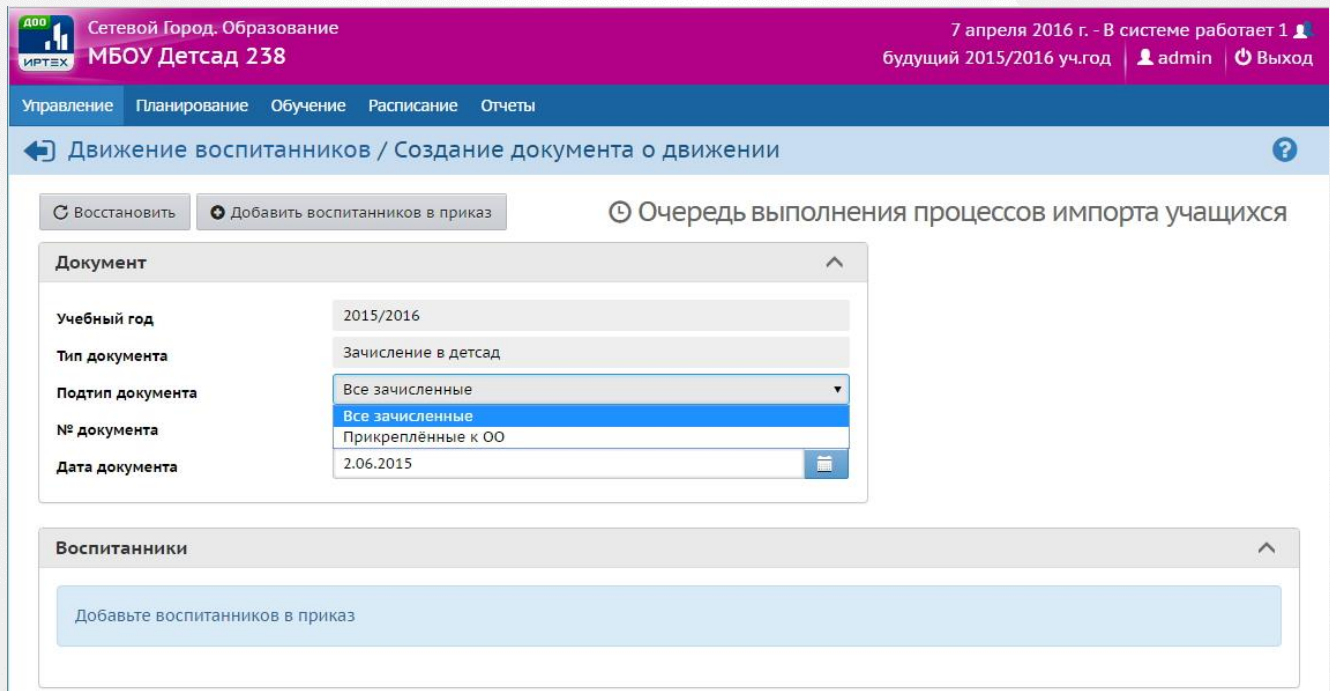 ДОО
ИРТЕХ
Сетевой Город. Образование
МБОУ Детсад 238
7 апреля 2016 г. - В системе работает 1
будущий 2015/2016 уч.год admin Выход
Управление Планирование Обучение Расписание Отчеты
Движение воспитанников / Создание документа о движении ?
Восстановить Добавить воспитанников в приказ Очередь выполнения процессов импорта учащихся
Документ
Учебный год 2015/2016
Тип документа Зачисление в детсад
Подтип документа Все зачисленные
Все зачисленные
№ документа
Прикреплённые к ОО
Дата документа 2.06.2015
Воспитанники
Добавьте воспитанников в приказ